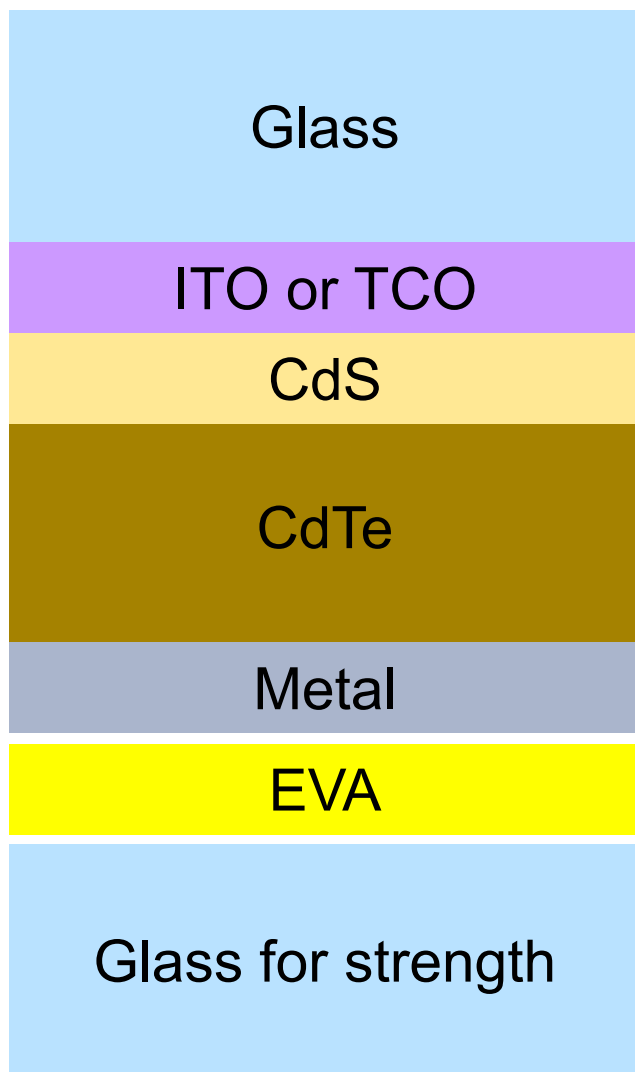 Glass
ITO or TCO
CdS
CdTe
Metal
EVA
Glass for strength